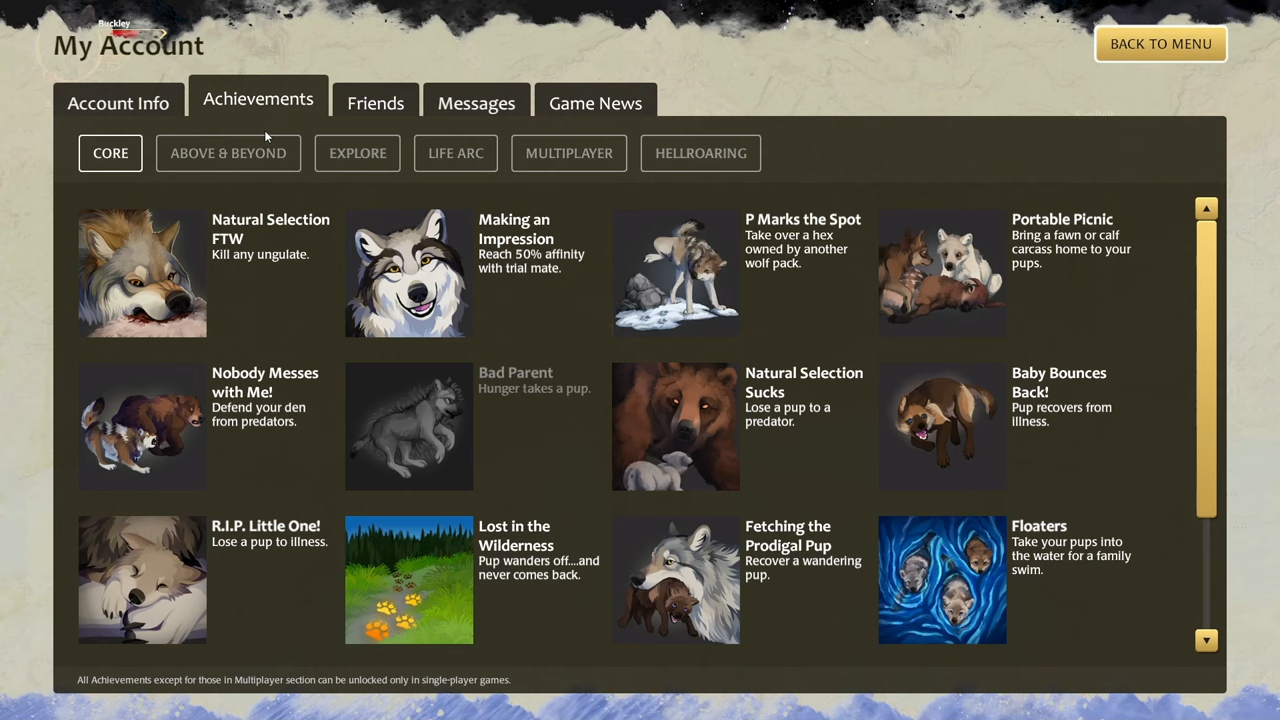 Buckley
My Account
BACK TO MENU
Account Info
Achievements
Friends
Messages
Game News
CORE
ABOVE & BEYOND
EXPLORE
LIFE ARC
MULTIPLAYER
HELLROARING
Natural Selection
FTW
Kill any ungulate.
Making an
Impression
Reach 50% affinity
with trial mate.
P Marks the Spot
Take over a hex
owned by another
wolf pack.
Portable Picnic
Bring a fawn or calf
carcass home to your
pups.
Nobody Messes
with Me!
Defend your den
from predators.
Bad Parent
Hunger takes a pup.
Natural Selection
Sucks
Lose a pup to a
predator.
Baby Bounces
Back!
Pup recovers from
illness.
R.I.P. Little One!
Lose a pup to illness.
Lost in the
Wilderness
Pup wanders off....and
never comes back.
Fetching the
Prodigal Pup
Recover a wandering
pup.
Floaters
Take your pups into
the water for a family
swim.
All Achievements except for those in Multiplayer section can be unlocked only in single-player games.